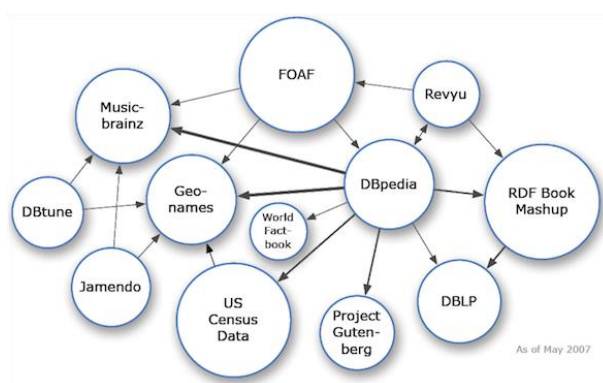 FOAF
Music-
brainz
Revyu
DBpedia
RDF Book
Mashup
Geo-
names
DBtune
World
Fact-
book
Jamendo
US
Census
Data
Project
Guten-
berg
DBLP
As of May 2007